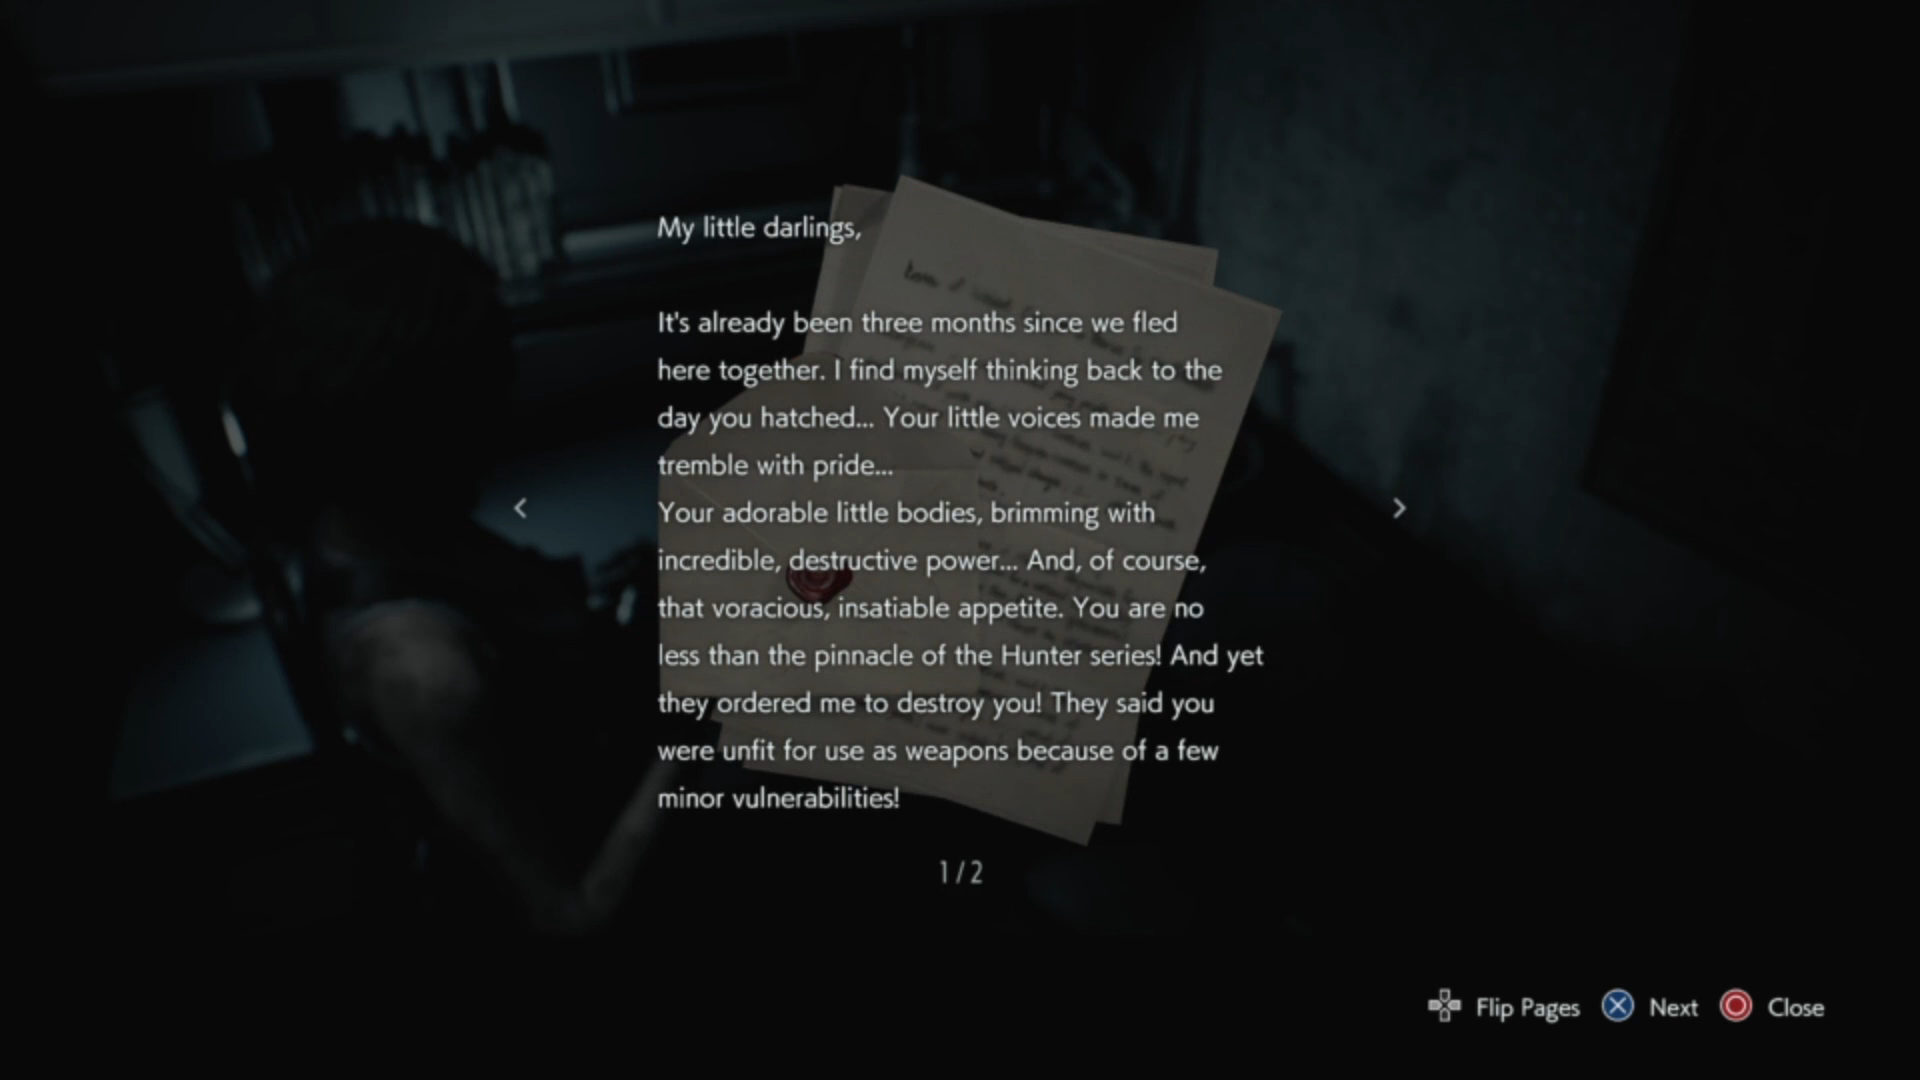 My little darlings,
It's already been three months since we fled
here together. I find myself thinking back to the
day you hatched... Your little voices made me
tremble with pride...
Your adorable little bodies, brimming with
incredible, destructive power... And, of course,
that voracious, insatiable appetite. You are no
less than the pinnacle of the Hunter series! And yet
they ordered me to destroy you! They said you
were unfit for use as weapons because of a few
minor vulnerabilities!
1 / 2
Flip Pages Next Close